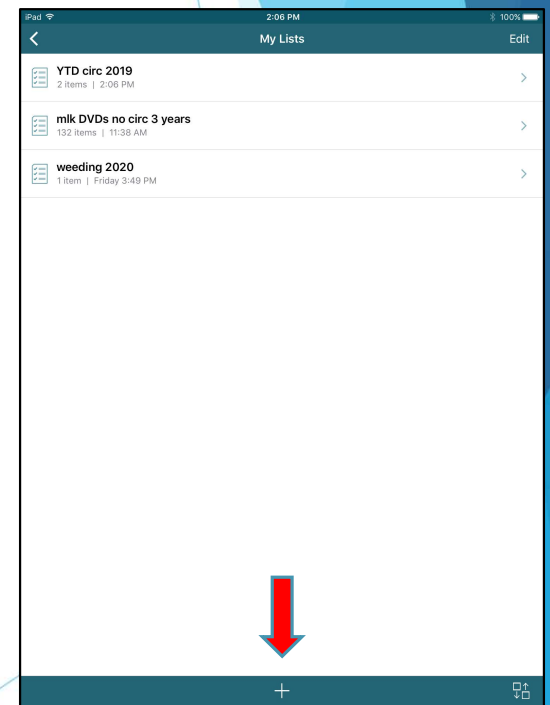 iPad 2:06 PM 100%
My Lists Edit
YTD circ 2019
2 items | 2:06 PM
mlk DVDs no circ 3 years
132 items | 11:38 AM
weeding 2020
1 item | Friday 3:49 PM